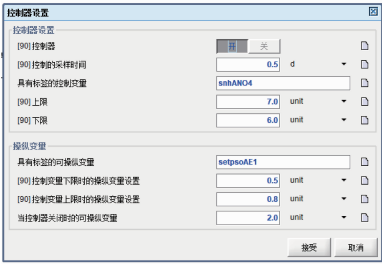 控制器设置
控制器设置
[90]控制器 开 关
[90]控制的采样时间 0.5 d
具有标签的控制变量 snhANO4
[90]上限 7.0 unit
[90]下限 6.0 unit
操纵变量
具有标签的可操纵变量 setpsoAE1
[90]控制变量下限时的操纵变量设置 0.5 unit
[90]控制变量上限时的操纵变量设置 0.8 unit
当控制器关闭时的可操纵变量 2.0 unit
接受 取消